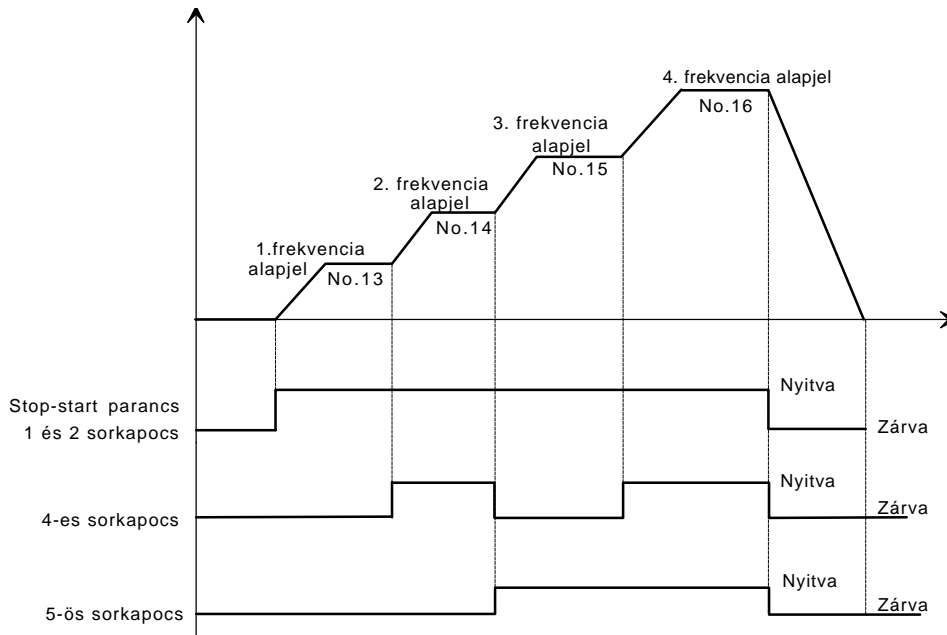 4. frekvencia alapjel
No.16
3. frekvencia
alapjel
No.15
2. frekvencia
alapjel
No.14
1.frekvencia
alapjel
No.13
Stop-start parancs
1 és 2 sorkapocs
Nyitva
Zárva
4-es sorkapocs
Nyitva
Zárva
5-ös sorkapocs
Nyitva
Zárva